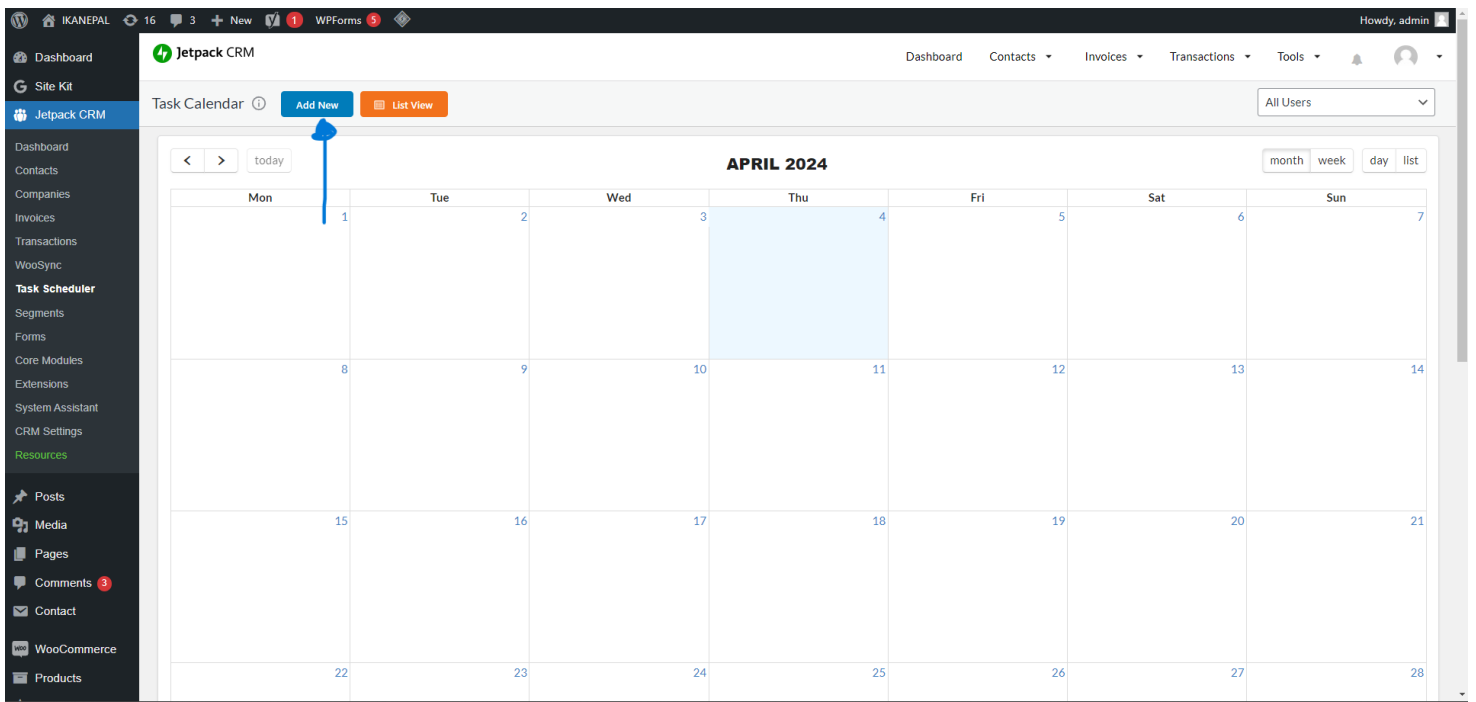 IKANEPAL 16 3 New 1 WPForms 5 Howdy, admin
Dashboard
Site Kit
Jetpack CRM
Dashboard
Contacts
Companies
Invoices
Transactions
WooSync
Task Scheduler
Segments
Forms
Core Modules
Extensions
System Assistant
CRM Settings
Resources
Posts
Media
Pages
Comments 3
Contact
WooCommerce
Products
Jetpack CRM Dashboard Contacts Invoices Transactions Tools
Task Calendar Add New List View All Users
< > today APRIL 2024 month week day list
Mon Tue Wed Thu Fri Sat Sun
1 2 3 4 5 6 7
8 9 10 11 12 13 14
15 16 17 18 19 20 21
22 23 24 25 26 27 28